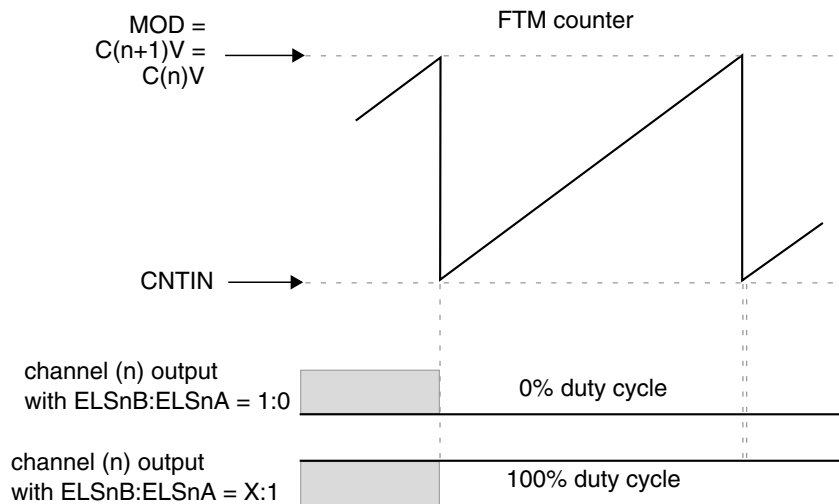 MOD =
C(n+1)V =
C(n)V
FTM counter
CNTIN
channel (n) output
with ELSnB:ELSnA = 1:0
0% duty cycle
channel (n) output
with ELSnB:ELSnA = X:1
100% duty cycle